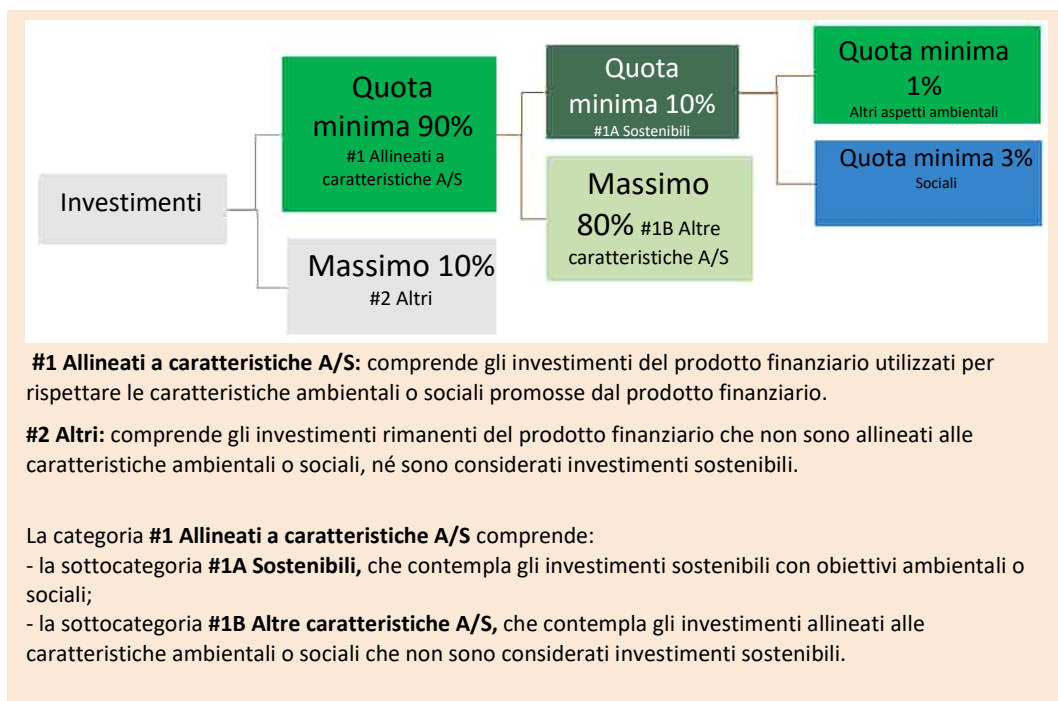 Investimenti
Quota
minima 90%
#1 Allineati a
caratteristiche A/S
Massimo 10%
#2 Altri
Quota
minima 10%
#1A Sostenibili
Massimo
80% #1B Altre
caratteristiche A/S
Quota minima
1%
Altri aspetti ambientali
Quota minima 3%
Sociali
#1 Allineati a caratteristiche A/S: comprende gli investimenti del prodotto finanziario utilizzati per
rispettare le caratteristiche ambientali o sociali promosse dal prodotto finanziario.
#2 Altri: comprende gli investimenti rimanenti del prodotto finanziario che non sono allineati alle
caratteristiche ambientali o sociali, né sono considerati investimenti sostenibili.
La categoria #1 Allineati a caratteristiche A/S comprende:
- la sottocategoria #1A Sostenibili, che contempla gli investimenti sostenibili con obiettivi ambientali o
sociali;
- la sottocategoria #1B Altre caratteristiche A/S, che contempla gli investimenti allineati alle
caratteristiche ambientali o sociali che non sono considerati investimenti sostenibili.